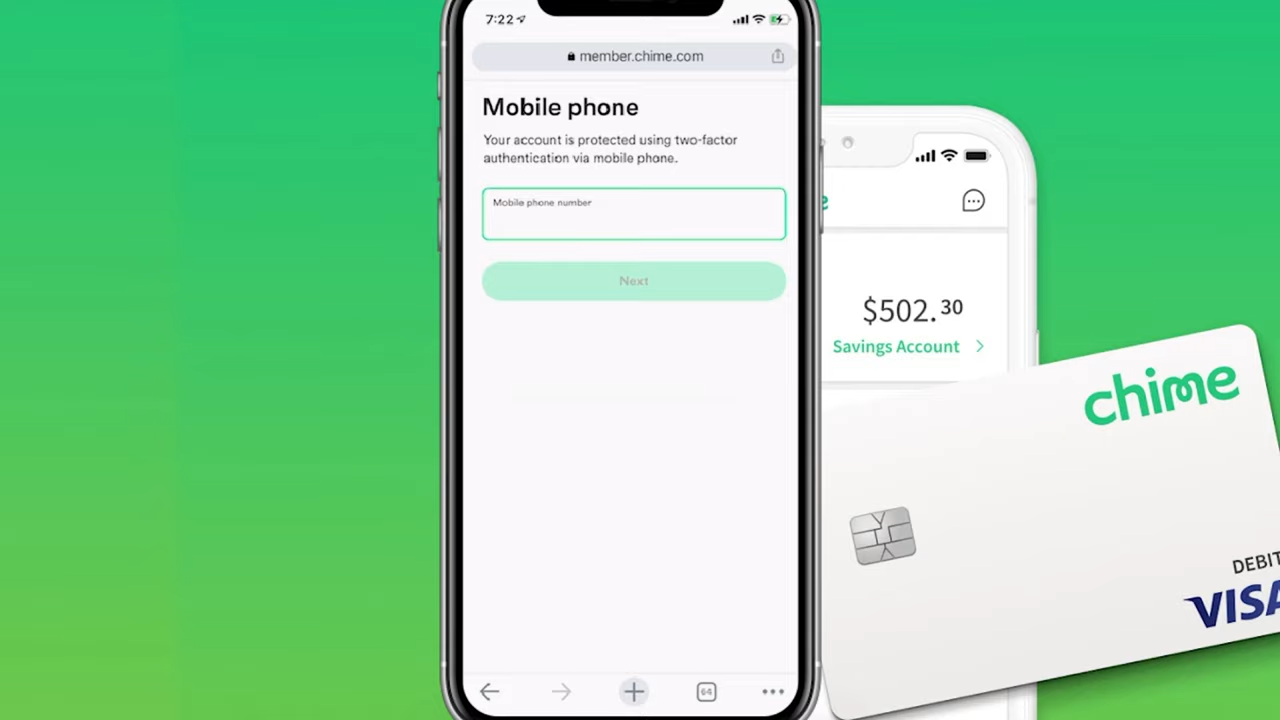 7:22
member.chime.com
Mobile phone
Your account is protected using two-factor
authentication via mobile phone.
Mobile phone number
Next
64
e
$502.30
Savings Account
chime
DEBIT
VISA